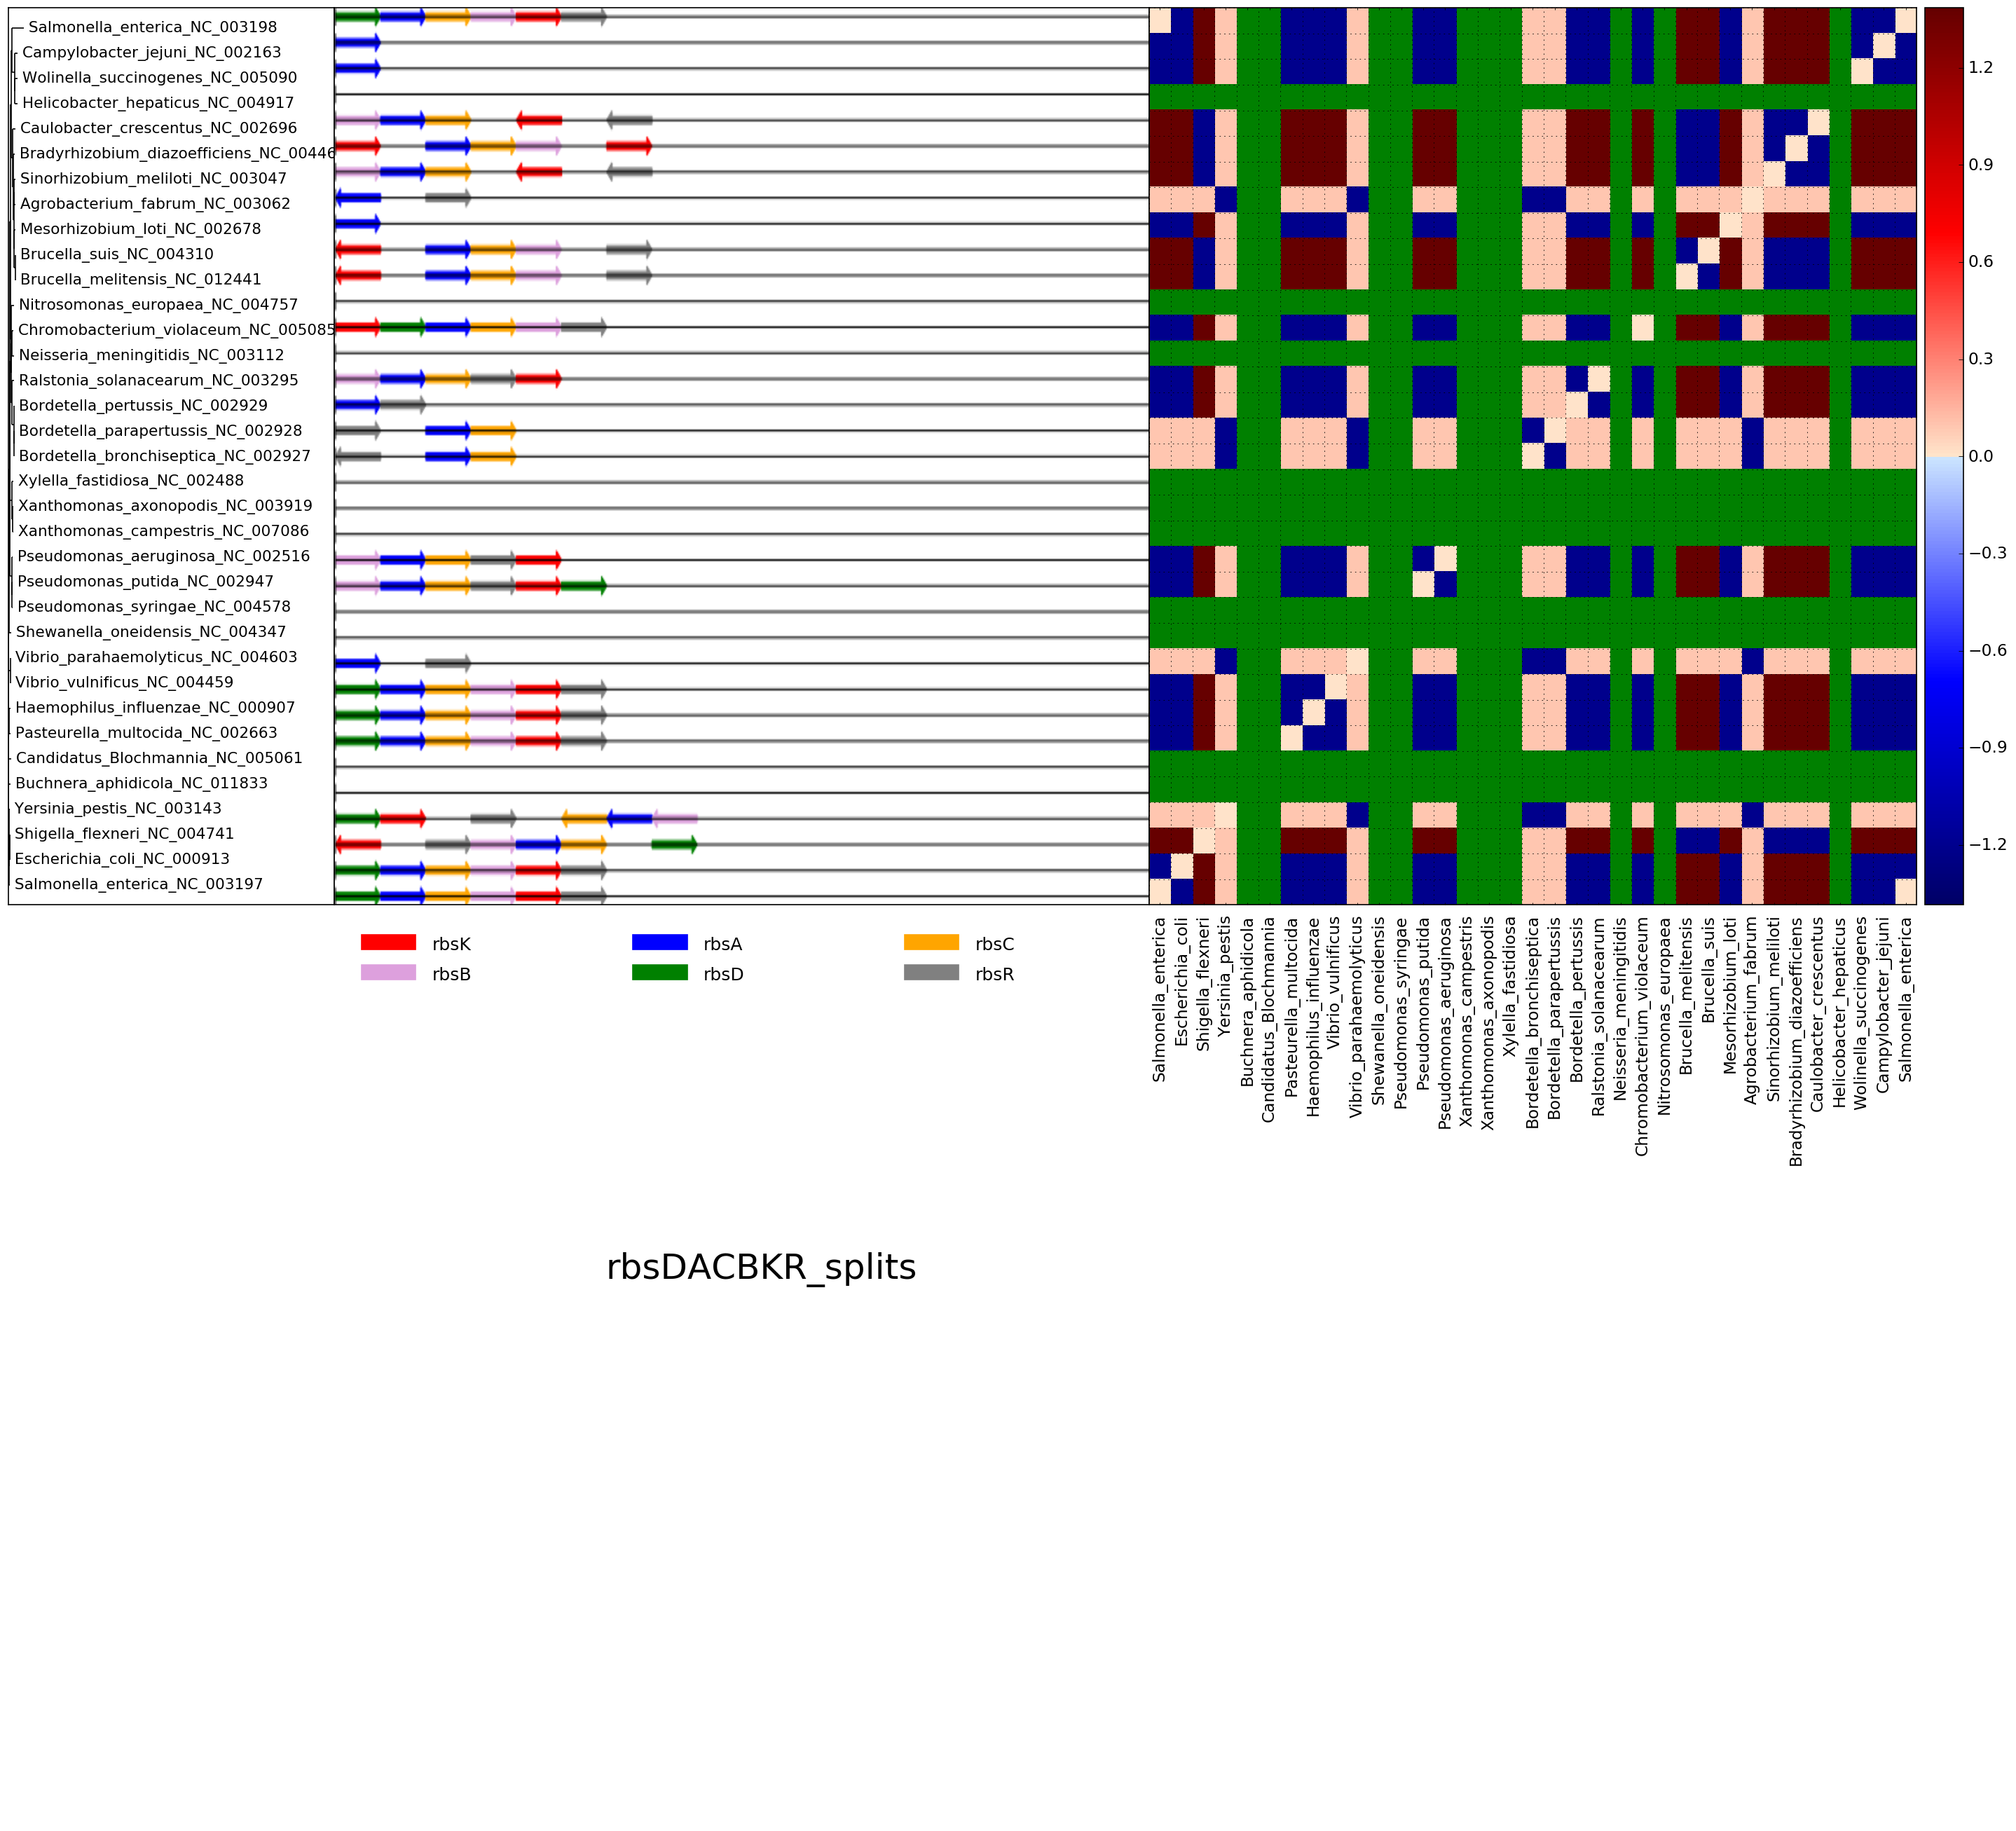 Salmonella_enterica_NC_003198
Campylobacter_jejuni_NC_002163
Wolinella_succinogenes_NC_005090
Helicobacter_hepaticus_NC_004917
Caulobacter_crescentus_NC_002696
Bradyrhizobium_diazoefficiens_NC_00446
Sinorhizobium_meliloti_NC_003047
Agrobacterium_fabrum_NC_003062
Mesorhizobium_loti_NC_002678
Brucella_suis_NC_004310
Brucella_melitensis_NC_012441
Nitrosomonas_europaea_NC_004757
Chromobacterium_violaceum_NC_005085
Neisseria_meningitidis_NC_003112
Ralstonia_solanacearum_NC_003295
Bordetella_pertussis_NC_002929
Bordetella_parapertussis_NC_002928
Bordetella_bronchiseptica_NC_002927
Xylella_fastidiosa_NC_002488
Xanthomonas_axonopodis_NC_003919
Xanthomonas_campestris_NC_007086
Pseudomonas_aeruginosa_NC_002516
Pseudomonas_putida_NC_002947
Pseudomonas_syringae_NC_004578
Shewanella_oneidensis_NC_004347
Vibrio_parahaemolyticus_NC_004603
Vibrio_vulnificus_NC_004459
Haemophilus_influenzae_NC_000907
Pasteurella_multocida_NC_002663
Candidatus_Blochmannia_NC_005061
Buchnera_aphidicola_NC_011833
Yersinia_pestis_NC_003143
Shigella_flexneri_NC_004741
Escherichia_coli_NC_000913
Salmonella_enterica_NC_003197
1.2
0.9
0.6
0.3
0.0
−0.3
−0.6
−0.9
−1.2
Salmonella_enterica
Escherichia_coli
Shigella_flexneri
Yersinia_pestis
Buchnera_aphidicola
Candidatus_Blochmannia
Pasteurella_multocida
Haemophilus_influenzae
Vibrio_vulnificus
Vibrio_parahaemolyticus
Shewanella_oneidensis
Pseudomonas_syringae
Pseudomonas_putida
Pseudomonas_aeruginosa
Xanthomonas_campestris
Xanthomonas_axonopodis
Xylella_fastidiosa
Bordetella_bronchiseptica
Bordetella_parapertussis
Bordetella_pertussis
Ralstonia_solanacearum
Neisseria_meningitidis
Chromobacterium_violaceum
Nitrosomonas_europaea
Brucella_melitensis
Brucella_suis
Mesorhizobium_loti
Agrobacterium_fabrum
Sinorhizobium_meliloti
Bradyrhizobium_diazoefficiens
Caulobacter_crescentus
Helicobacter_hepaticus
Wolinella_succinogenes
Campylobacter_jejuni
Salmonella_enterica
rbsK rbsA rbsC
rbsB rbsD rbsR
rbsDACBKR_splits